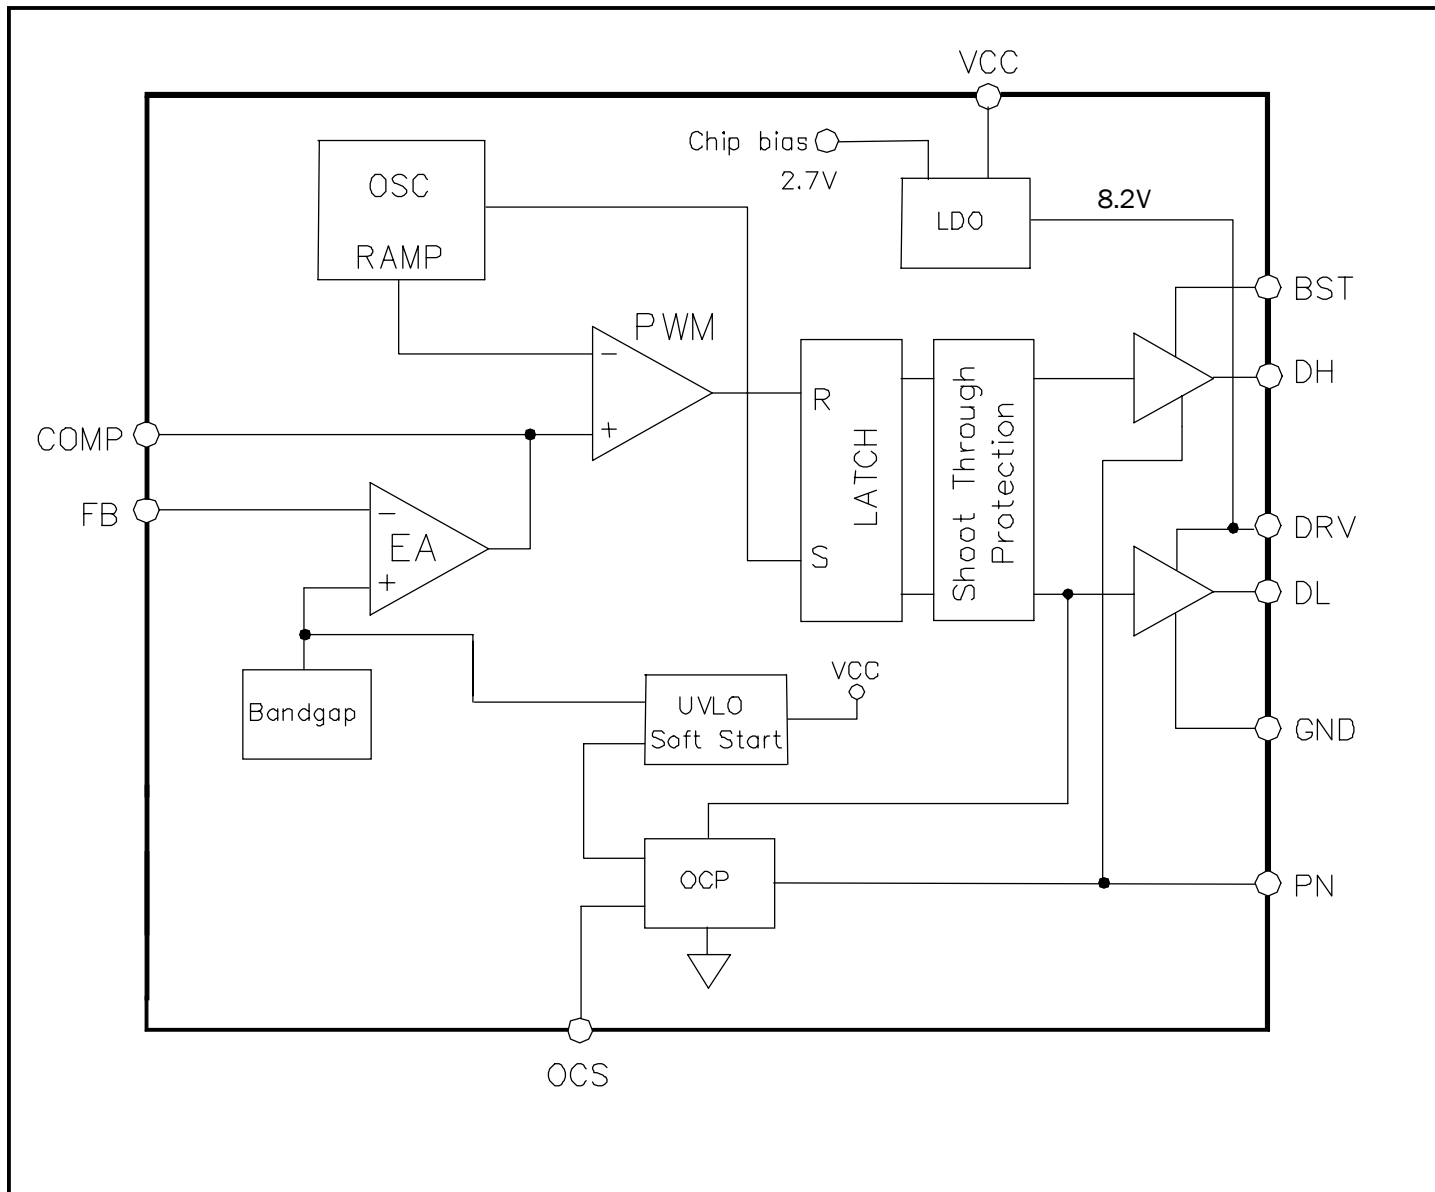 VCC
Chip bias
2.7V
OSC
RAMP
LDO
8.2V
BST
PWM
−
+
R
S
LATCH
Shoot Through
Protection
DH
COMP
FB
−
EA
+
DRV
DL
Bandgap
UVLO
Soft Start
VCC
GND
OCP
PN
OCS